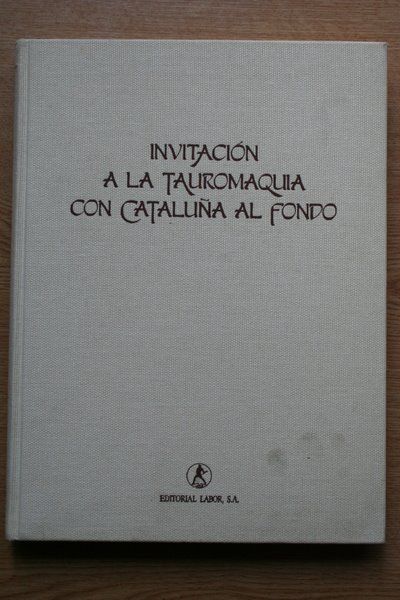 INVITACIÓN
A LA TAUROMAQUIA
CON CATALUÑA AL FONDO
EDITORIAL LABOR, S.A.